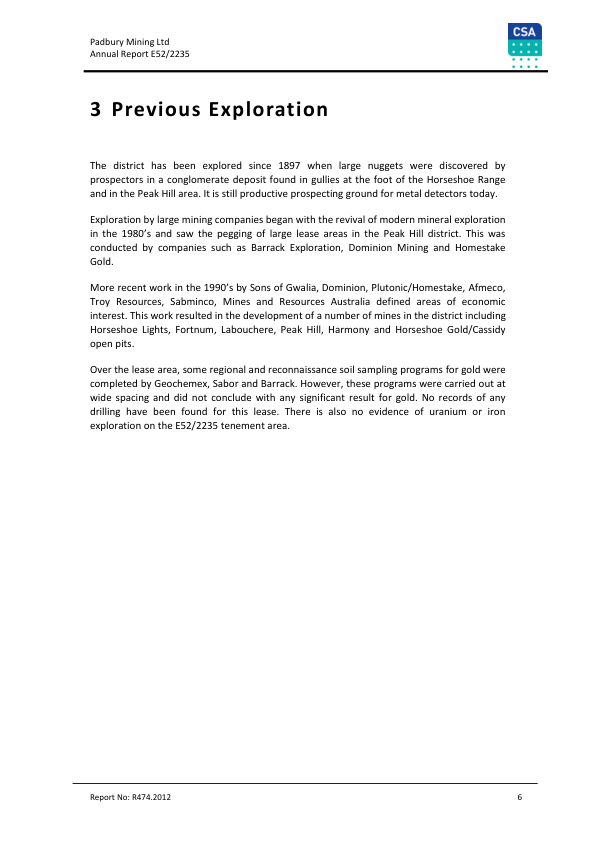 Padbury Mining Ltd
Annual Report E52/2235
CSA
3 Previous Exploration
The district has been explored since 1897 when large nuggets were discovered by
prospectors in a conglomerate deposit found in gullies at the foot of the Horseshoe Range
and in the Peak Hill area. It is still productive prospecting ground for metal detectors today.
Exploration by large mining companies began with the revival of modern mineral exploration
in the 1980’s and saw the pegging of large lease areas in the Peak Hill district. This was
conducted by companies such as Barrack Exploration, Dominion Mining and Homestake
Gold.
More recent work in the 1990’s by Sons of Gwalia, Dominion, Plutonic/Homestake, Afmeco,
Troy Resources, Sabminco, Mines and Resources Australia defined areas of economic
interest. This work resulted in the development of a number of mines in the district including
Horseshoe Lights, Fortnum, Labouchere, Peak Hill, Harmony and Horseshoe Gold/Cassidy
open pits.
Over the lease area, some regional and reconnaissance soil sampling programs for gold were
completed by Geochemex, Sabor and Barrack. However, these programs were carried out at
wide spacing and did not conclude with any significant result for gold. No records of any
drilling have been found for this lease. There is also no evidence of uranium or iron
exploration on the E52/2235 tenement area.
Report No: R474.2012
6